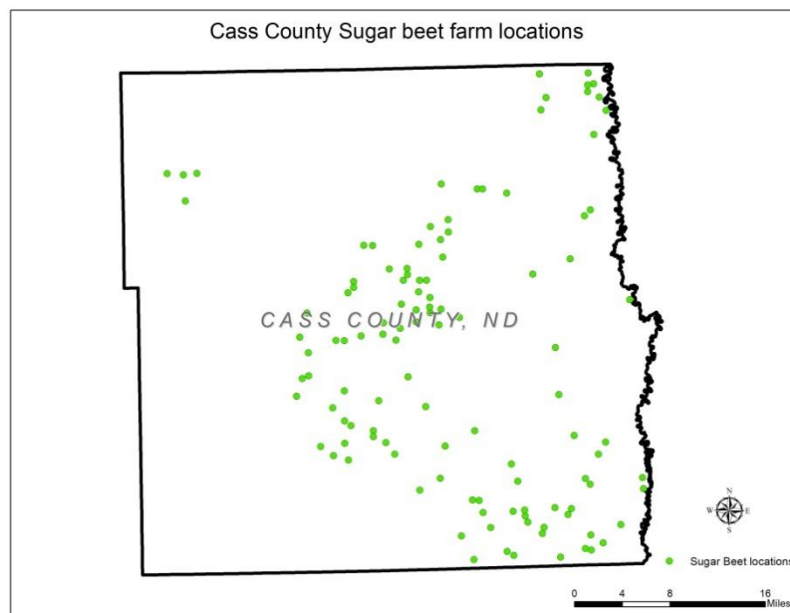 Cass County Sugar beet farm locations
CASS COUNTY, ND
N
W E
S
Sugar Beet locations
0 4 8 16
Miles